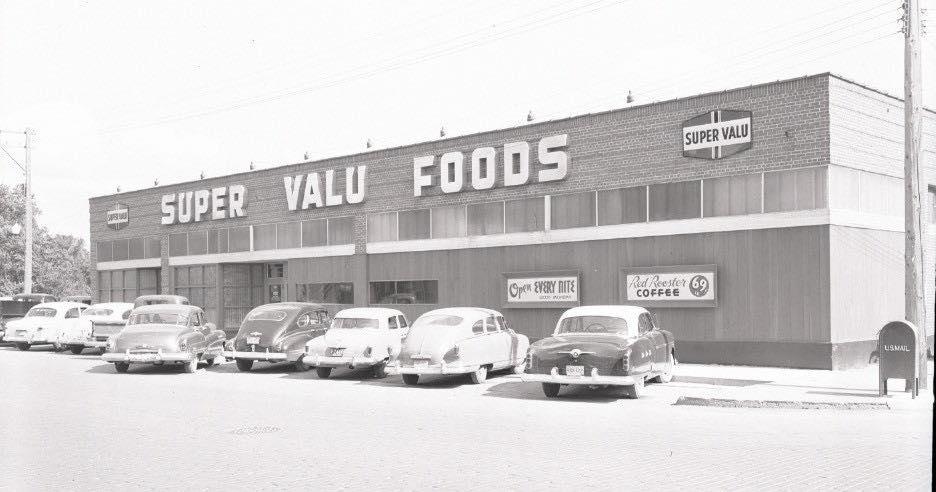 SUPER VALU FOODS
SUPER VALU
SUPER VALU
Open EVERY NITE
Red Rooster
COFFEE
69
U.S. MAIL